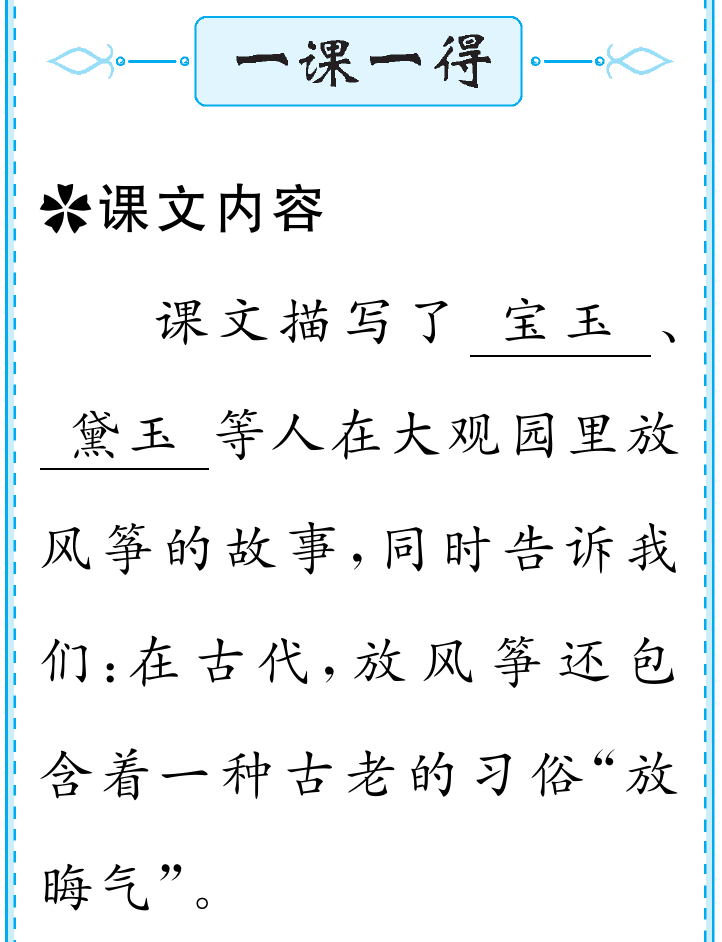 一课一得
课文内容
课文描写了 宝玉 、
黛玉 等人在大观园里放
风筝的故事,同时告诉我
们:在古代,放风筝还包
含着一种古老的习俗“放
晦气”。